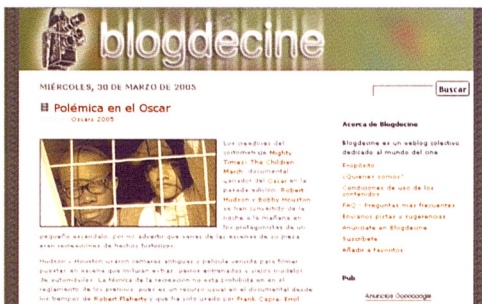 blogdecine
MIÉRCOLES, 30 DE MARZO DE 2005
Buscar
Polémica en el Oscar
Oscars 2005
Los creadores del
cortometraje Mighty
Times: The Children
March, documental
ganador del Oscar en la
pasada edición, Robert
Hudson y Bobby Houston
se han convertido de la
noche a la mañana en
los protagonistas de un
pequeño escándalo, por no advertir que varias de las escenas de su pieza
eran recreaciones de hechos históricos.
Hudson y Houston usaron cámaras antiguas y película vencida para filmar
puestas en escena que incluían extras, perros entrenados y viejos modelos
de automóviles. La técnica de la recreación no está prohibida en en el
reglamento de los premios, pues es un recurso usual en el documental desde
los tiempos de Robert Flaherty y que ha sido usado por Frank Capra, Errol
Acerca de Blogdecine
Blogdecine es un weblog colectivo
dedicado al mundo del cine
Propósito
¿Quienes somos?
Condiciones de uso de los
contenidos
FAQ - Preguntas mas frecuentes
Envianos pistas y sugerencias
Anúnciate en Blogdecine
Suscríbete
Añadir a favoritos
Pub
Anuncios Goooooogle